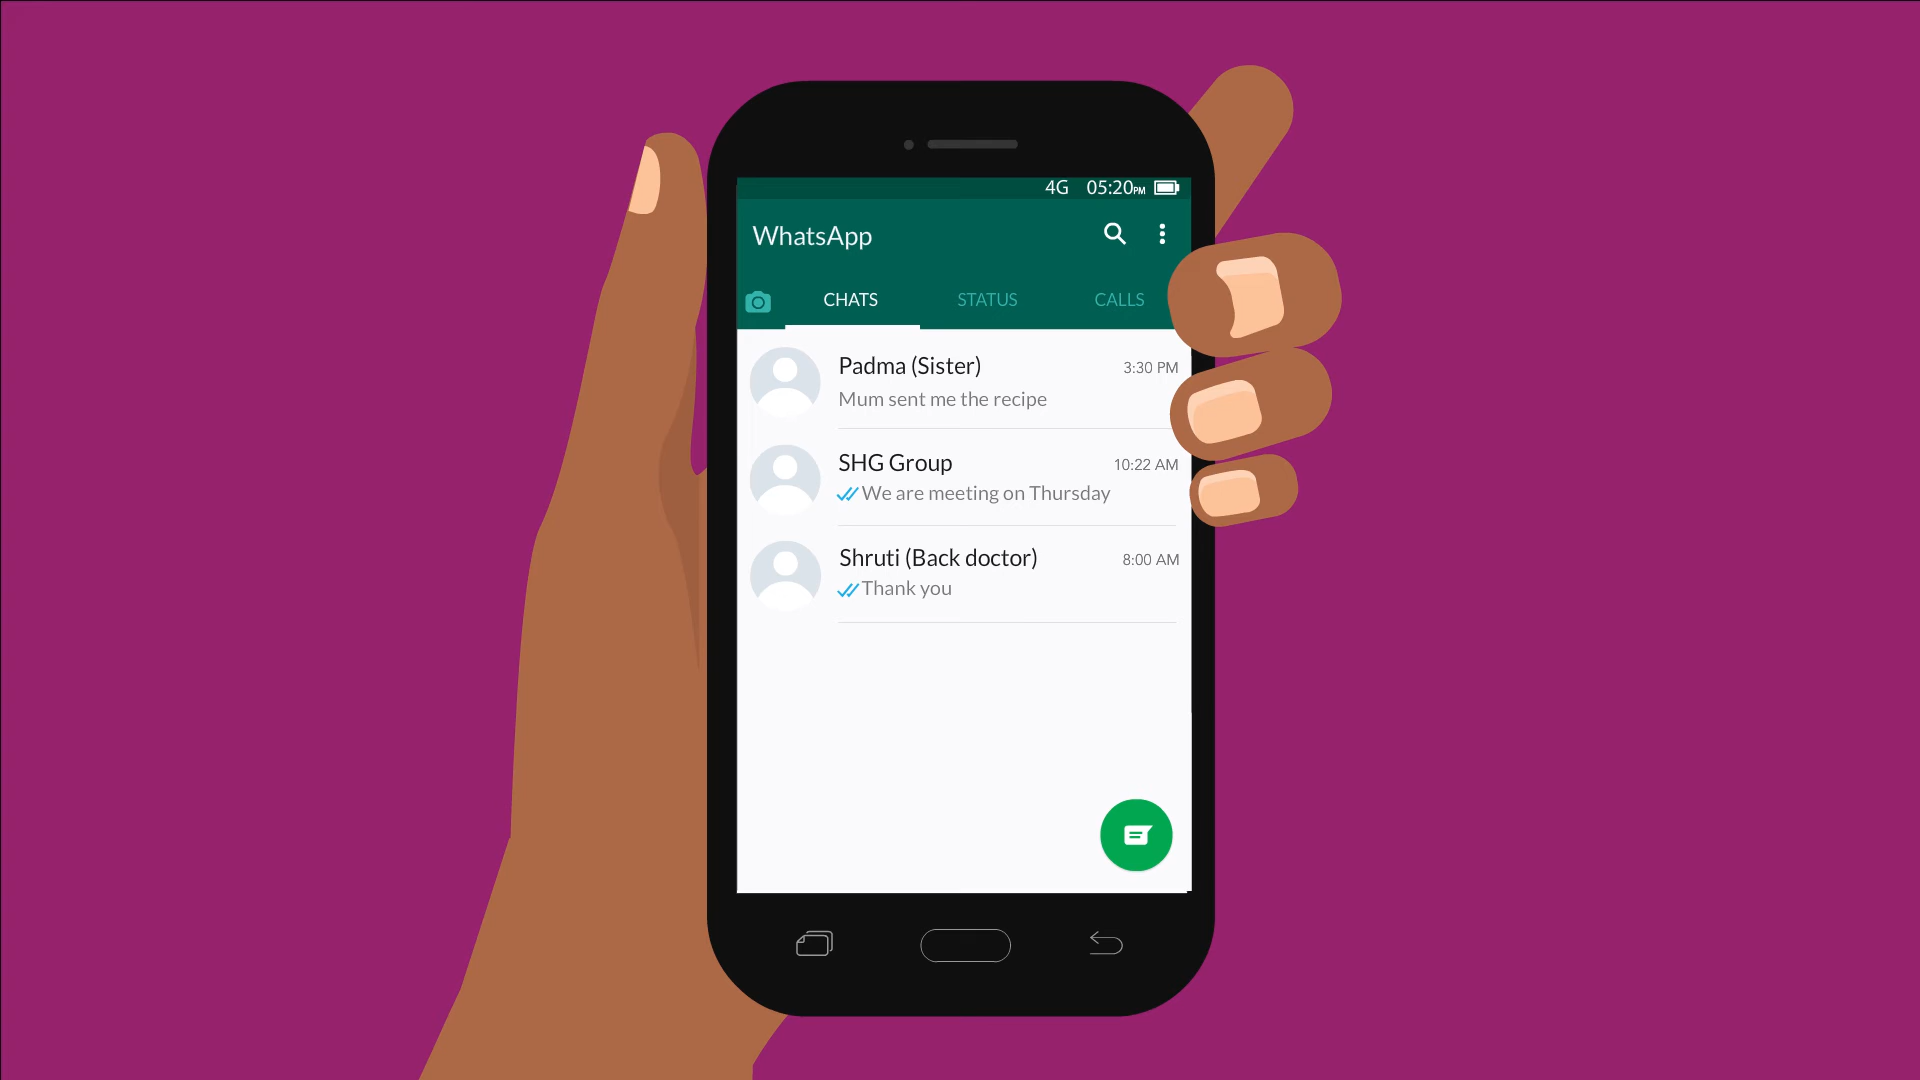 4G 05:20PM
WhatsApp
CHATS STATUS CALLS
Padma (Sister) 3:30 PM
Mum sent me the recipe
SHG Group 10:22 AM
We are meeting on Thursday
Shruti (Back doctor) 8:00 AM
Thank you